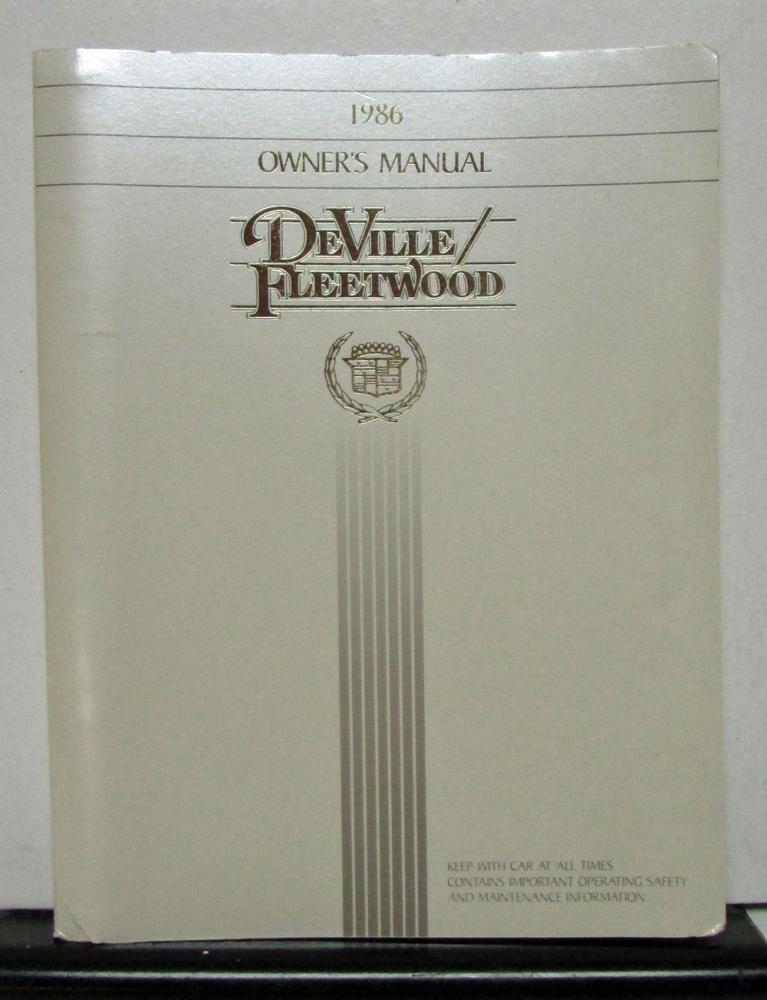 1986
OWNER'S MANUAL
DEVILLE/
FLEETWOOD
KEEP WITH CAR AT ALL TIMES
CONTAINS IMPORTANT OPERATING SAFETY
AND MAINTENANCE INFORMATION